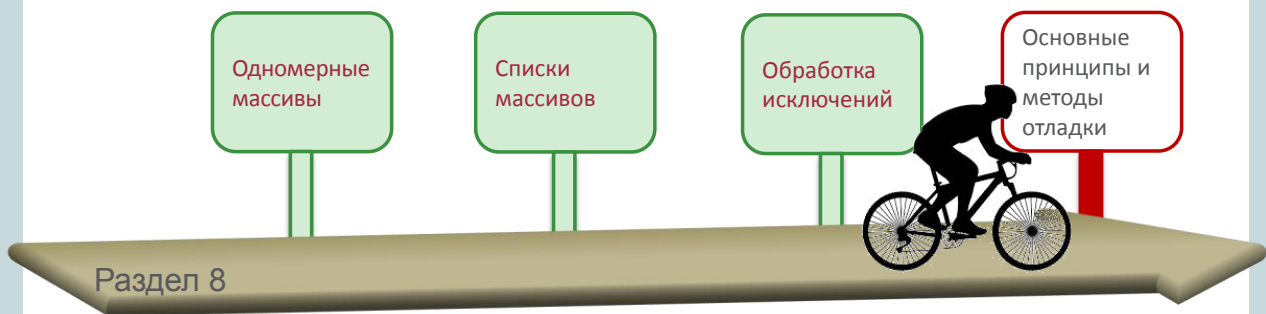 Одномерные
массивы
Списки
массивов
Обработка
исключений
Основные
принципы и
методы
отладки
Раздел 8